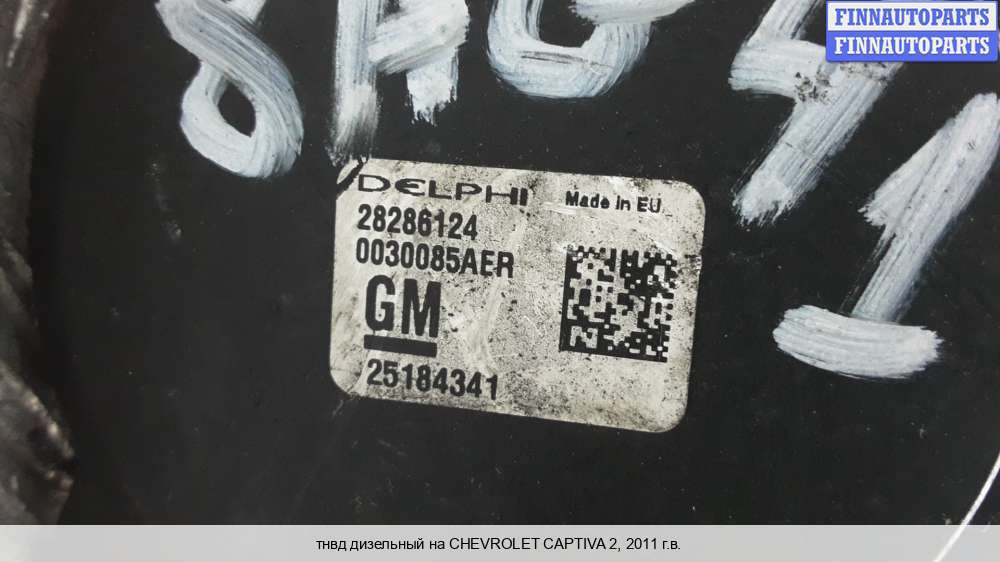 FINNAUTOPARTS
FINNAUTOPARTS
DELPHI Made in EU
28286124
0030085AER
GM
25184341
тнвд дизельный на CHEVROLET CAPTIVA 2, 2011 г.в.